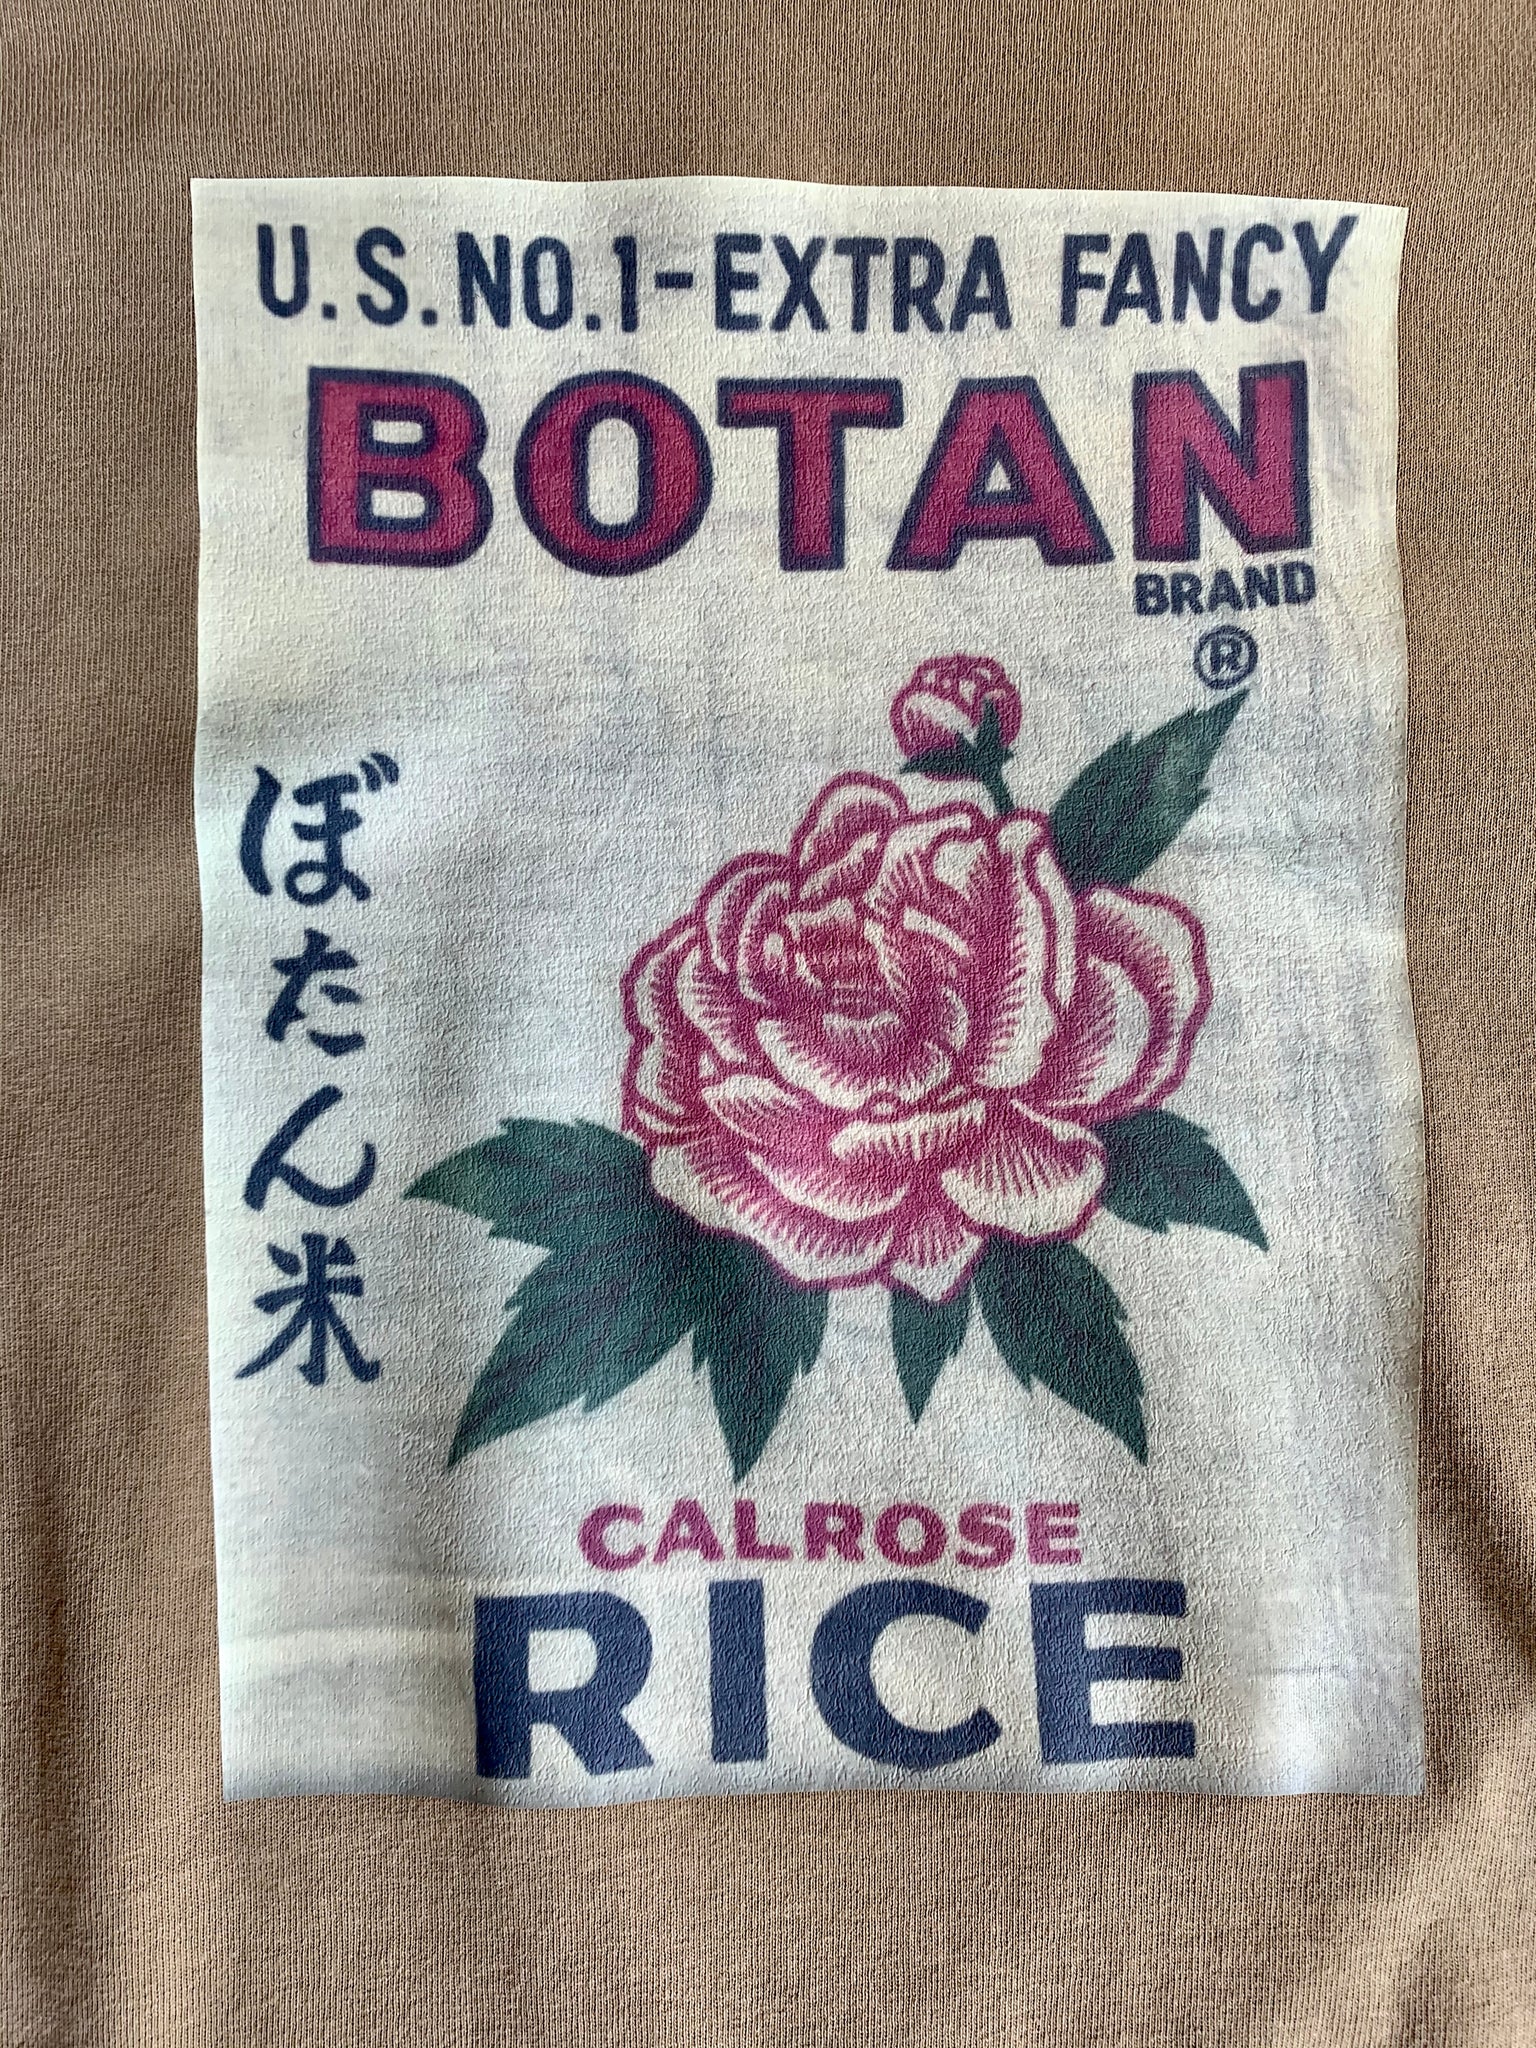 U.S. NO.1-EXTRA FANCY
BOTAN
BRAND
®
ぼたん米
CALROSE
RICE